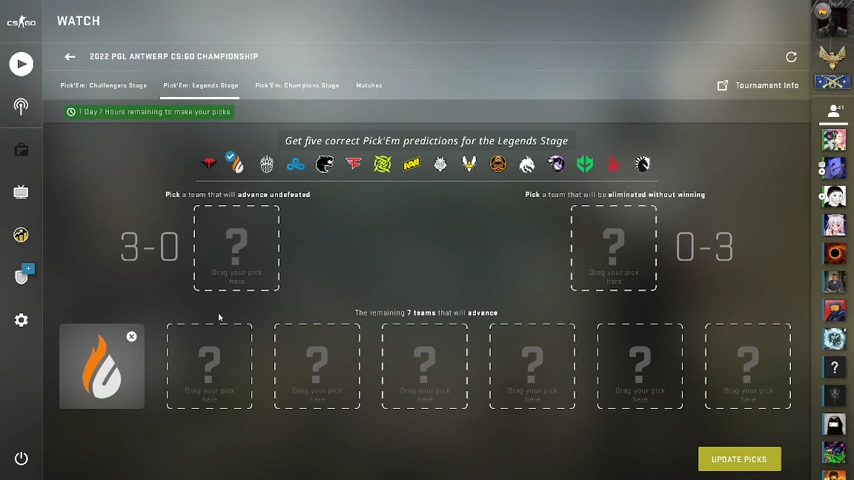 CS:GO
WATCH
2022 PGL ANTWERP CS:GO CHAMPIONSHIP
Pick'Em: Challengers Stage
Pick'Em: Legends Stage
Pick'Em: Champions Stage
Matches
Tournament Info
1 Day 7 Hours remaining to make your picks
41
Get five correct Pick'Em predictions for the Legends Stage
NAVI
Pick a team that will advance undefeated
Pick a team that will be eliminated without winning
3-0
?
Drag your pick
here
?
Drag your pick
here
0-3
The remaining 7 teams that will advance
?
Drag your pick
here
?
Drag your pick
here
?
Drag your pick
here
?
Drag your pick
here
?
Drag your pick
here
?
Drag your pick
here
?
UPDATE PICKS